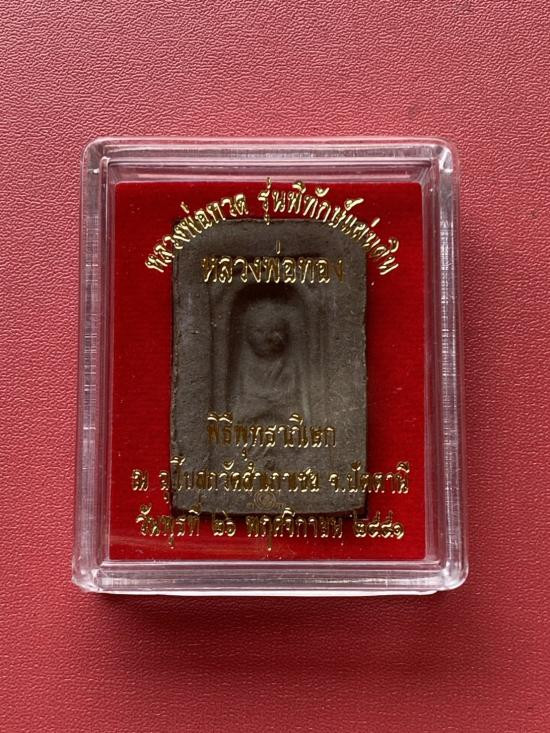 หลวงพ่อทวด รุ่นพิทักษ์แผ่นดิน
หลวงพ่อทอง
พิธีพุทธาภิเษก
ณ อุโบสถวัดสำเภาเชย จ.ปัตตานี
วันพุธที่ ๒๖ พฤศจิกายน ๒๕๕๑